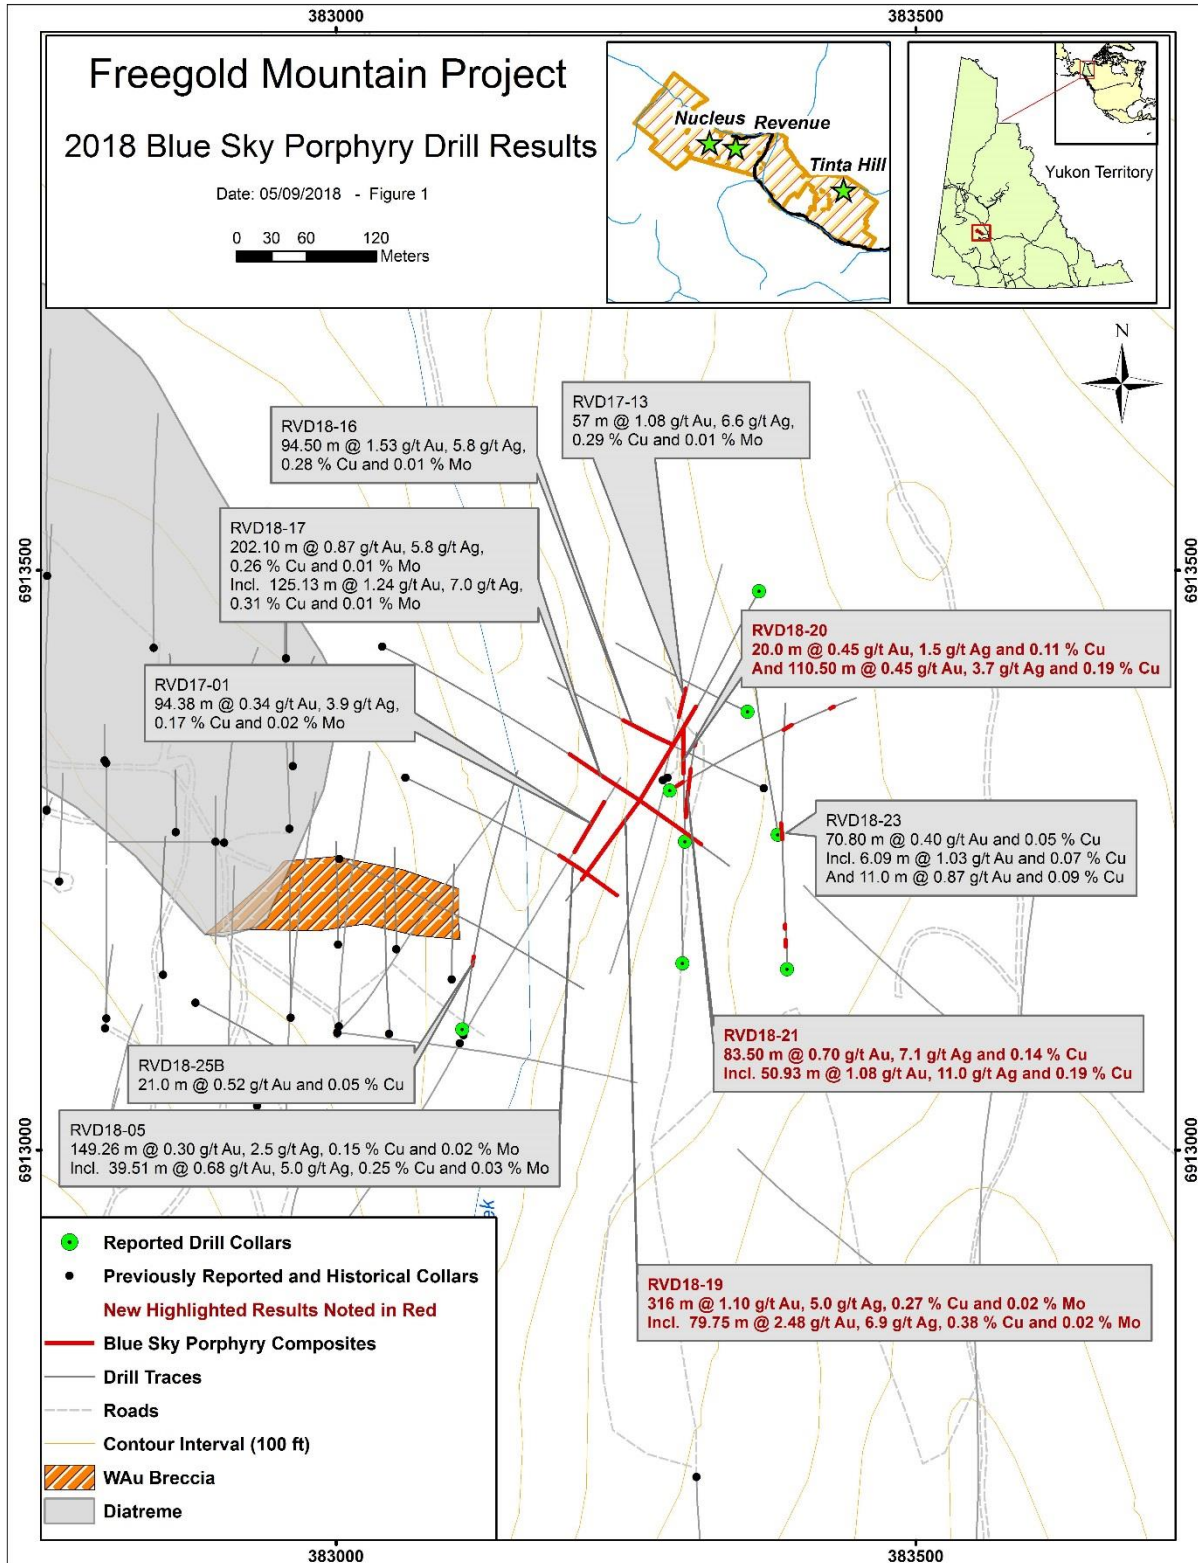 383000
383500
Freegold Mountain Project
2018 Blue Sky Porphyry Drill Results
Date: 05/09/2018 - Figure 1
0 30 60 120
Meters
Nucleus
Revenue
Tinta Hill
Yukon Territory
N
RVD17-13
57 m @ 1.08 g/t Au, 6.6 g/t Ag,
0.29 % Cu and 0.01 % Mo
RVD18-16
94.50 m @ 1.53 g/t Au, 5.8 g/t Ag,
0.28 % Cu and 0.01 % Mo
RVD18-17
202.10 m @ 0.87 g/t Au, 5.8 g/t Ag,
0.26 % Cu and 0.01 % Mo
Incl. 125.13 m @ 1.24 g/t Au, 7.0 g/t Ag,
0.31 % Cu and 0.01 % Mo
6913500
6913500
RVD18-20
20.0 m @ 0.45 g/t Au, 1.5 g/t Ag and 0.11 % Cu
And 110.50 m @ 0.45 g/t Au, 3.7 g/t Ag and 0.19 % Cu
RVD17-01
94.38 m @ 0.34 g/t Au, 3.9 g/t Ag,
0.17 % Cu and 0.02 % Mo
RVD18-23
70.80 m @ 0.40 g/t Au and 0.05 % Cu
Incl. 6.09 m @ 1.03 g/t Au and 0.07 % Cu
And 11.0 m @ 0.87 g/t Au and 0.09 % Cu
RVD18-21
83.50 m @ 0.70 g/t Au, 7.1 g/t Ag and 0.14 % Cu
Incl. 50.93 m @ 1.08 g/t Au, 11.0 g/t Ag and 0.19 % Cu
RVD18-25B
21.0 m @ 0.52 g/t Au and 0.05 % Cu
RVD18-05
149.26 m @ 0.30 g/t Au, 2.5 g/t Ag, 0.15 % Cu and 0.02 % Mo
Incl. 39.51 m @ 0.68 g/t Au, 5.0 g/t Ag, 0.25 % Cu and 0.03 % Mo
6913000
6913000
ek
RVD18-19
316 m @ 1.10 g/t Au, 5.0 g/t Ag, 0.27 % Cu and 0.02 % Mo
Incl. 79.75 m @ 2.48 g/t Au, 6.9 g/t Ag, 0.38 % Cu and 0.02 % Mo
Reported Drill Collars
Previously Reported and Historical Collars
New Highlighted Results Noted in Red
Blue Sky Porphyry Composites
Drill Traces
Roads
Contour Interval (100 ft)
WAu Breccia
Diatreme
383000
383500